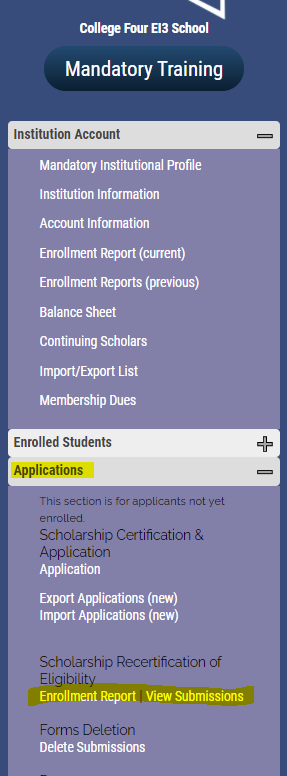 College Four EI3 School
Mandatory Training
Institution Account
Mandatory Institutional Profile
Institution Information
Account Information
Enrollment Report (current)
Enrollment Reports (previous)
Balance Sheet
Continuing Scholars
Import/Export List
Membership Dues
Enrolled Students
Applications
This section is for applicants not yet
enrolled.
Scholarship Certification &
Application
Application
Export Applications (new)
Import Applications (new)
Scholarship Recertification of
Eligibility
Enrollment Report | View Submissions
Forms Deletion
Delete Submissions